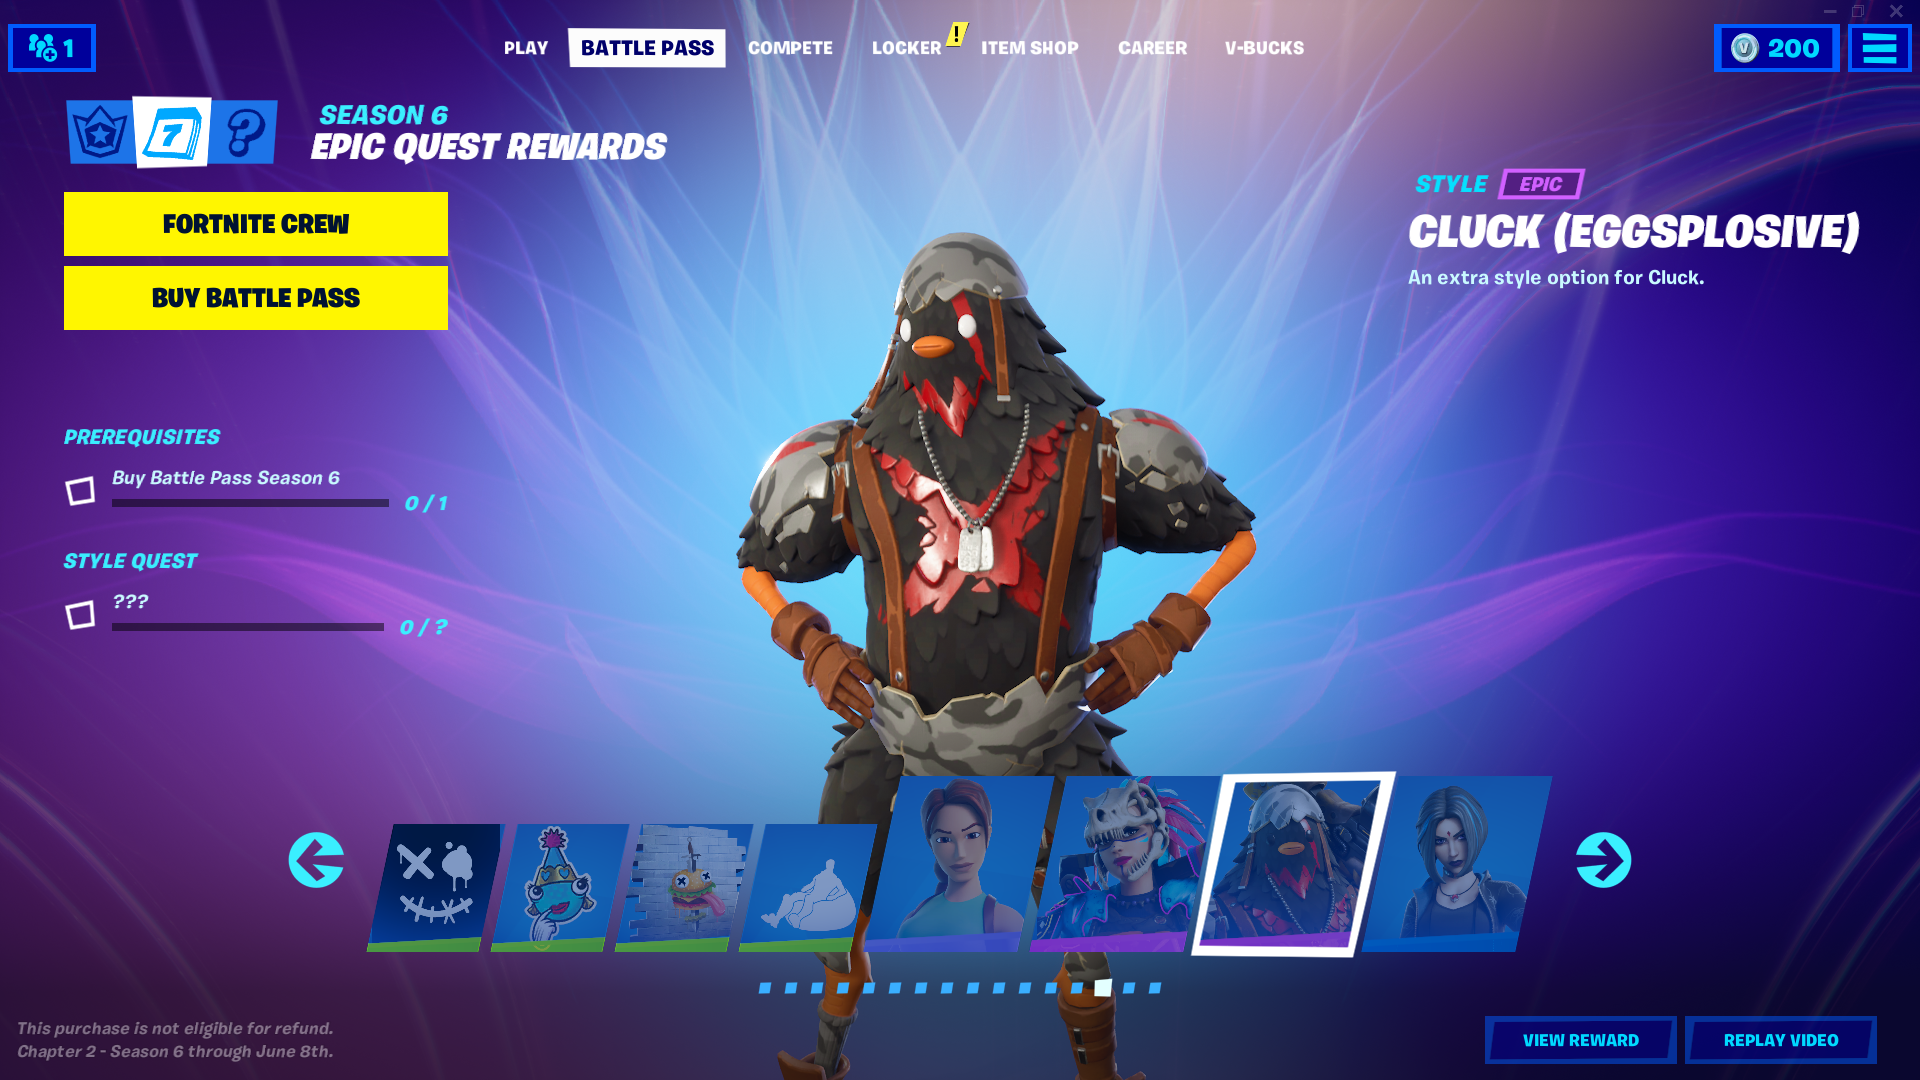 1
PLAY
BATTLE PASS
COMPETE
LOCKER
!
ITEM SHOP
CAREER
V-BUCKS
V
200
7
?
SEASON 6
EPIC QUEST REWARDS
FORTNITE CREW
BUY BATTLE PASS
STYLE EPIC
CLUCK (EGGSPLOSIVE)
An extra style option for Cluck.
PREREQUISITES
Buy Battle Pass Season 6
0 / 1
STYLE QUEST
???
0 / ?
This purchase is not eligible for refund.
Chapter 2 - Season 6 through June 8th.
VIEW REWARD
REPLAY VIDEO